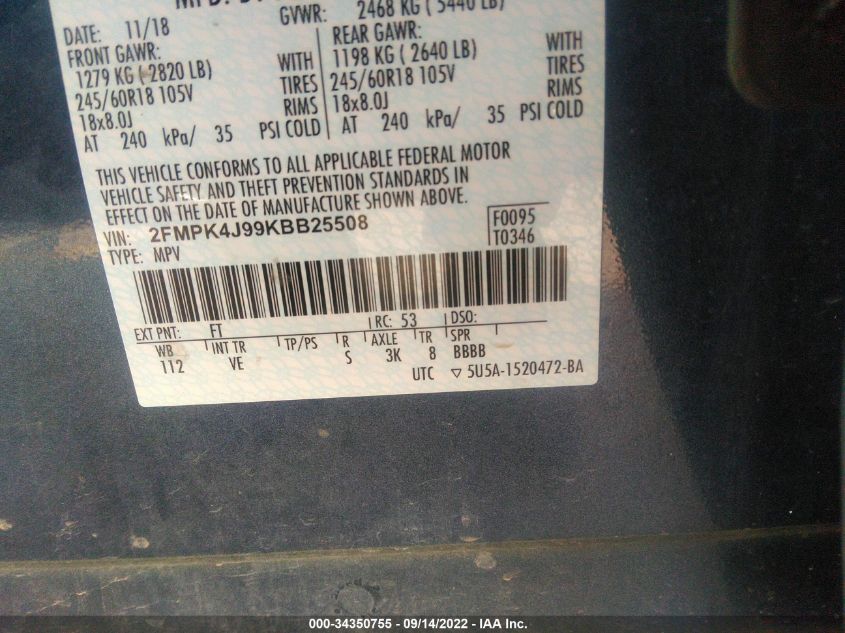 DATE: 11/18
GVWR: 2468 KG ( 5440 LB)
FRONT GAWR:
1279 KG ( 2820 LB) WITH
245/60R18 105V TIRES
18x8.0J RIMS
AT 240 kPa/ 35 PSI COLD
REAR GAWR:
1198 KG ( 2640 LB) WITH
245/60R18 105V TIRES
18x8.0J RIMS
AT 240 kPa/ 35 PSI COLD
THIS VEHICLE CONFORMS TO ALL APPLICABLE FEDERAL MOTOR
VEHICLE SAFETY AND THEFT PREVENTION STANDARDS IN
EFFECT ON THE DATE OF MANUFACTURE SHOWN ABOVE.
VIN: 2FMPK4J99KBB25508
TYPE: MPV
F0095
T0346
EXT PNT: FT RC: 53 DSO:
WB INT TR TP/PS R AXLE TR SPR
112 VE S 3K 8 BBBB
UTC ▽ 5U5A-1520472-BA
000-34350755 - 09/14/2022 - IAA Inc.